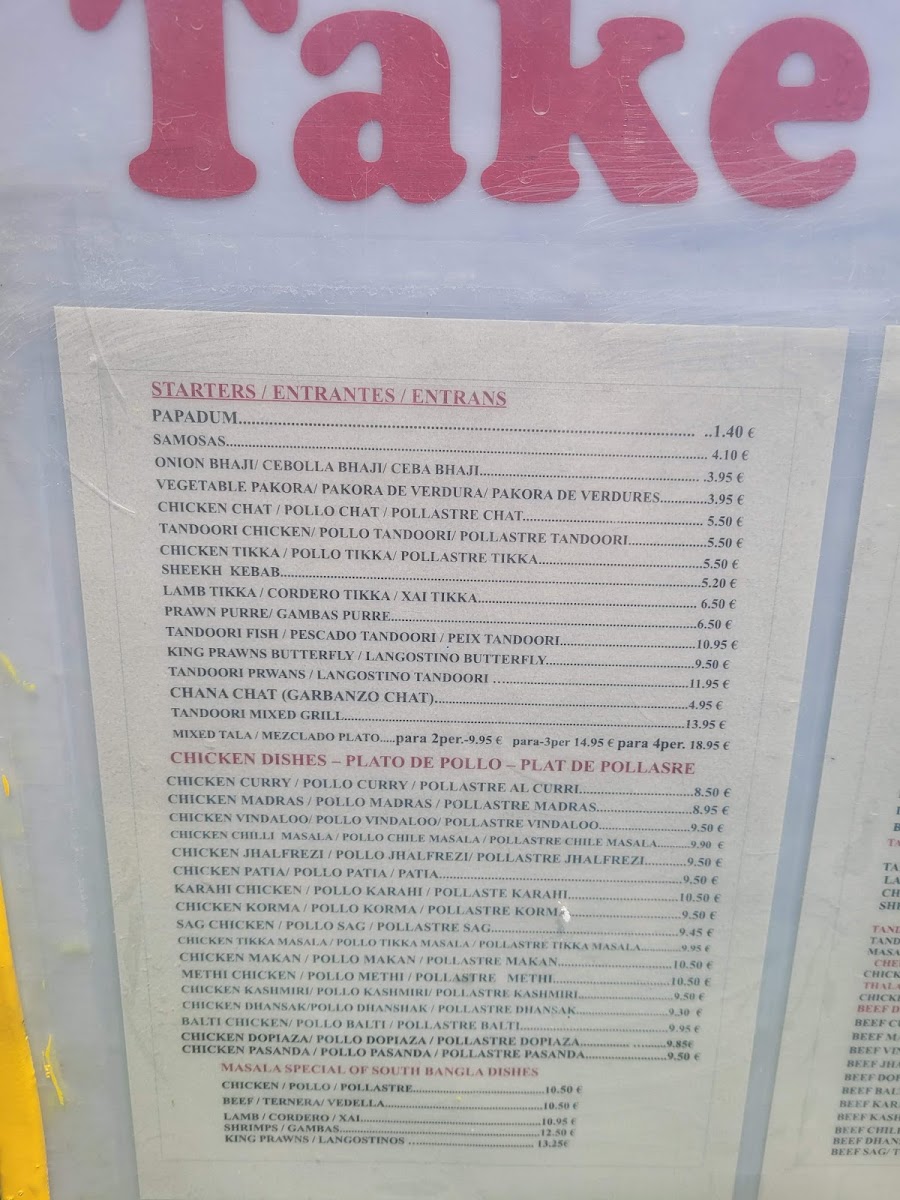 Take
STARTERS / ENTRANTES / ENTRANS
PAPADUM.......................................................... ..1.40 €
SAMOSAS.......................................................... 4.10 €
ONION BHAJI/ CEBOLLA BHAJI/ CEBA BHAJI.......................................... .3.95 €
VEGETABLE PAKORA/ PAKORA DE VERDURA/ PAKORA DE VERDURES.........3.95 €
CHICKEN CHAT / POLLO CHAT / POLLASTRE CHAT.................................. 5.50 €
TANDOORI CHICKEN/ POLLO TANDOORI/ POLLASTRE TANDOORI..................5.50 €
CHICKEN TIKKA / POLLO TIKKA/ POLLASTRE TIKKA..................................5.50 €
SHEEKH KEBAB..........................................................5.20 €
LAMB TIKKA / CORDERO TIKKA / XAI TIKKA.......................................... 6.50 €
PRAWN PURRE/ GAMBAS PURRE..........................................................6.50 €
TANDOORI FISH / PESCADO TANDOORI / PEIX TANDOORI..........................10.95 €
KING PRAWNS BUTTERFLY / LANGOSTINO BUTTERFLY..........................9.50 €
TANDOORI PRWANS / LANGOSTINO TANDOORI ..........................................11.95 €
CHANA CHAT (GARBANZO CHAT)..........................................................4.95 €
TANDOORI MIXED GRILL..........................................................13.95 €
MIXED TALA / MEZCLADO PLATO....para 2per.-9.95 € para-3per 14.95 € para 4per. 18.95 €
CHICKEN DISHES – PLATO DE POLLO – PLAT DE POLLASRE
CHICKEN CURRY / POLLO CURRY / POLLASTRE AL CURRI..........................8.50 €
CHICKEN MADRAS / POLLO MADRAS / POLLASTRE MADRAS......................8.95 €
CHICKEN VINDALOO/ POLLO VINDALOO/ POLLASTRE VINDALOO......................9.50 €
CHICKEN CHILLI MASALA / POLLO CHILE MASALA / POLLASTRE CHILE MASALA..........9.90 €
CHICKEN JHALFREZI / POLLO JHALFREZI/ POLLASTRE JHALFREZI..........9.50 €
CHICKEN PATIA/ POLLO PATIA / PATIA..........................................................9.50 €
KARAHI CHICKEN / POLLO KARAHI / POLLASTE KARAHI..........................10.50 €
CHICKEN KORMA / POLLO KORMA / POLLASTRE KORMA..........................9.50 €
SAG CHICKEN / POLLO SAG / POLLASTRE SAG..........................................9.45 €
CHICKEN TIKKA MASALA / POLLO TIKKA MASALA / POLLASTRE TIKKA MASALA..............9.95 €
CHICKEN MAKAN / POLLO MAKAN / POLLASTRE MAKAN..........................10.50 €
METHI CHICKEN / POLLO METHI / POLLASTRE METHI..........................10.50 €
CHICKEN KASHMIRI/ POLLO KASHMIRI/ POLLASTRE KASHMIRI......................9.50 €
CHICKEN DHANSAK/POLLO DHANSHAK / POLLASTRE DHANSAK......................9.30 €
BALTI CHICKEN/ POLLO BALTI / POLLASTRE BALTI..................................9.95 €
CHICKEN DOPIAZA/ POLLO DOPIAZA / POLLASTRE DOPIAZA.............. ..........9.85€
CHICKEN PASANDA / POLLO PASANDA / POLLASTRE PASANDA......................9.50 €
MASALA SPECIAL OF SOUTH BANGLA DISHES
CHICKEN / POLLO / POLLASTRE..................................10.50 €
BEEF / TERNERA/ VEDELLA..........................................10.50 €
LAMB / CORDERO / XAI..........................................10.95 €
SHRIMPS / GAMBAS..........................................12.50 €
KING PRAWNS / LANGOSTINOS .................................. 13.25€
BEEF